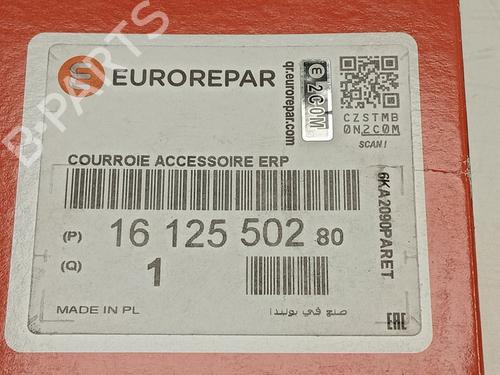 EUROREPAR
qr.eurorepar.com
E 2C0M
CZSTMB
0N2C0M
SCAN!
COURROIE ACCESSOIRE ERP
(P) 16 125 502 80
(Q) 1
6KA2090PARET
MADE IN PL
صنع في بولندا
EAC
B-PARTS